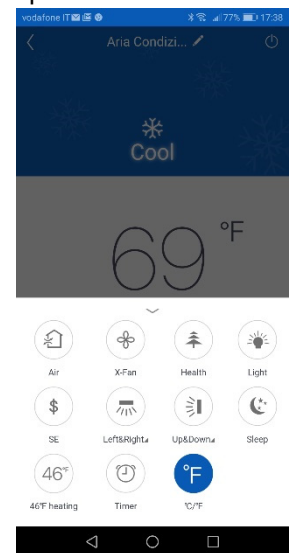 vodafone IT 77% 17:38
Aria Condizi...
Cool
69 °F
Air X-Fan Health Light
$
SE Left&Right Up&Down Sleep
46°F °F
46°F heating Timer °C/°F